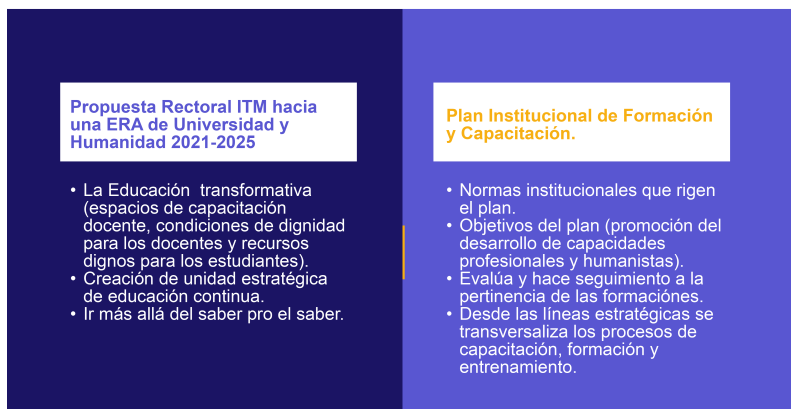 Propuesta Rectoral ITM hacia
una ERA de Universidad y
Humanidad 2021-2025
• La Educación  transformativa
(espacios de capacitación
docente, condiciones de dignidad
para los docentes y recursos
dignos para los estudiantes).
• Creación de unidad estratégica
de educación continua.
• Ir más allá del saber pro el saber.
Plan Institucional de Formación
y Capacitación.
• Normas institucionales que rigen
el plan.
• Objetivos del plan (promoción del
desarrollo de capacidades
profesionales y humanistas).
• Evalúa y hace seguimiento a la
pertinencia de las formaciónes.
• Desde las líneas estratégicas se
transversaliza los procesos de
capacitación, formación y
entrenamiento.